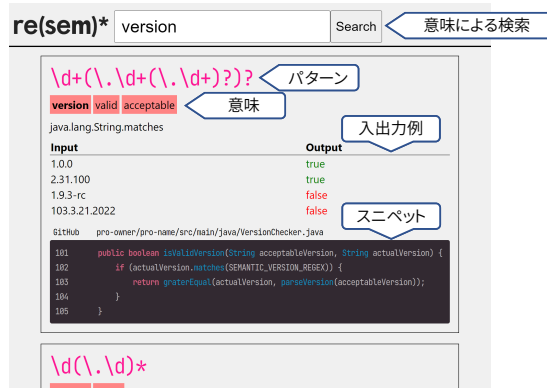 re(sem)* version Search 意味による検索
\d+(\.\d+(\.\d+)?)? パターン
version valid acceptable 意味
java.lang.String.matches
入出力例
Input Output
1.0.0 true
2.31.100 true
1.9.3-rc false
103.3.21.2022 false
スニペット
GitHub pro-owner/pro-name/src/main/java/VersionChecker.java
101 public boolean isValidVersion(String acceptableVersion, String actualVersion) {
102 if (actualVersion.matches(SEMANTIC_VERSION_REGEX)) {
103 return graterEqual(actualVersion, parseVersion(acceptableVersion));
104 }
105 }
\d(\.\d)*